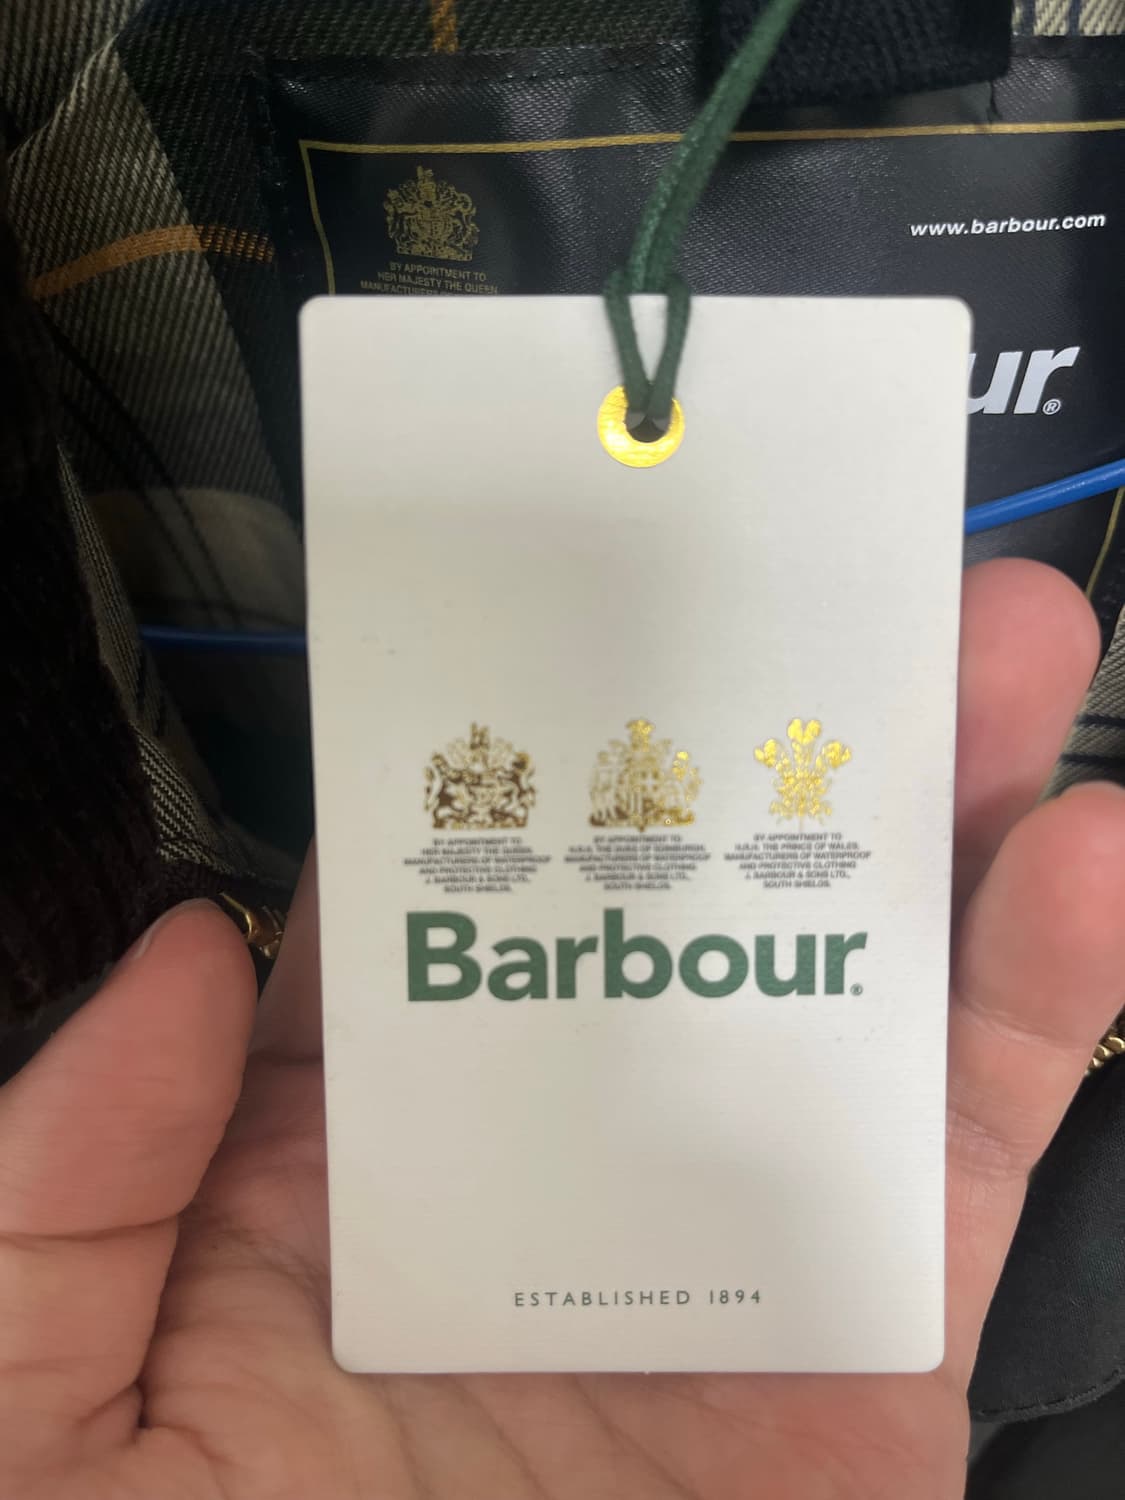 www.barbour.com
BY APPOINTMENT TO
HER MAJESTY THE QUEEN
MANUFACTURERS OF
ur®
BY APPOINTMENT TO
HER MAJESTY THE QUEEN
MANUFACTURERS OF WATERPROOF
AND PROTECTIVE CLOTHING
J. BARBOUR & SONS LTD.,
SOUTH SHIELDS.
BY APPOINTMENT TO
H.R.H. THE DUKE OF EDINBURGH,
MANUFACTURERS OF WATERPROOF
AND PROTECTIVE CLOTHING
J. BARBOUR & SONS LTD.,
SOUTH SHIELDS.
BY APPOINTMENT TO
H.R.H. THE PRINCE OF WALES,
MANUFACTURERS OF WATERPROOF
AND PROTECTIVE CLOTHING
J. BARBOUR & SONS LTD.,
SOUTH SHIELDS.
Barbour®
ESTABLISHED 1894